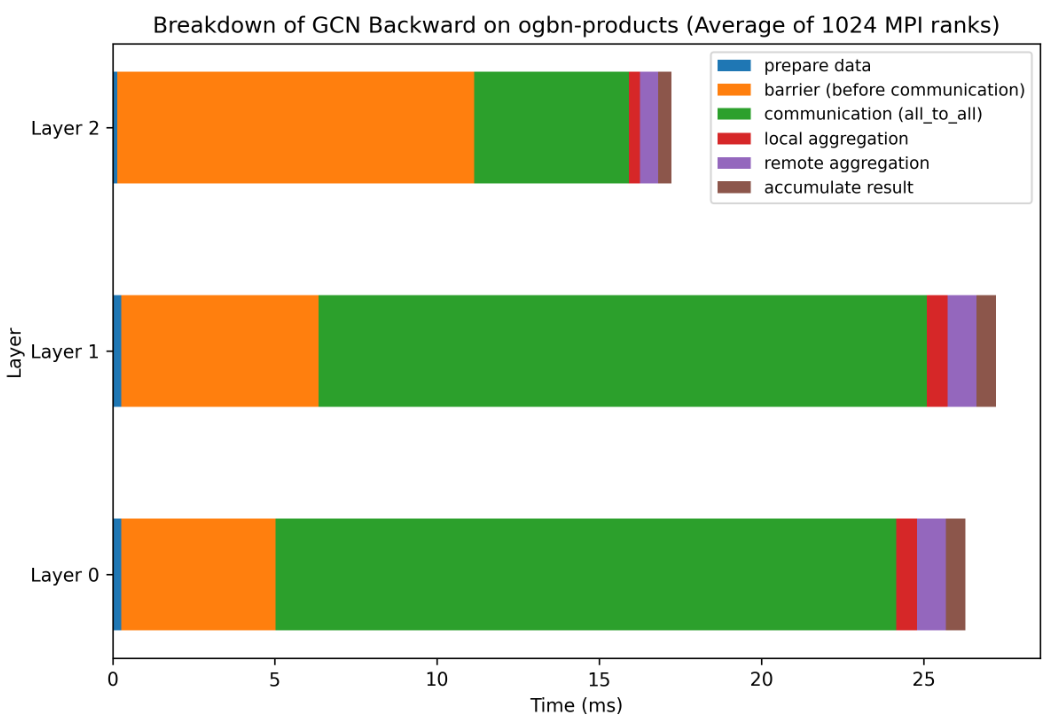 Breakdown of GCN Backward on ogbn-products (Average of 1024 MPI ranks)
prepare data
barrier (before communication)
communication (all_to_all)
local aggregation
remote aggregation
accumulate result
Layer 2
Layer 1
Layer 0
Layer
0 5 10 15 20 25
Time (ms)